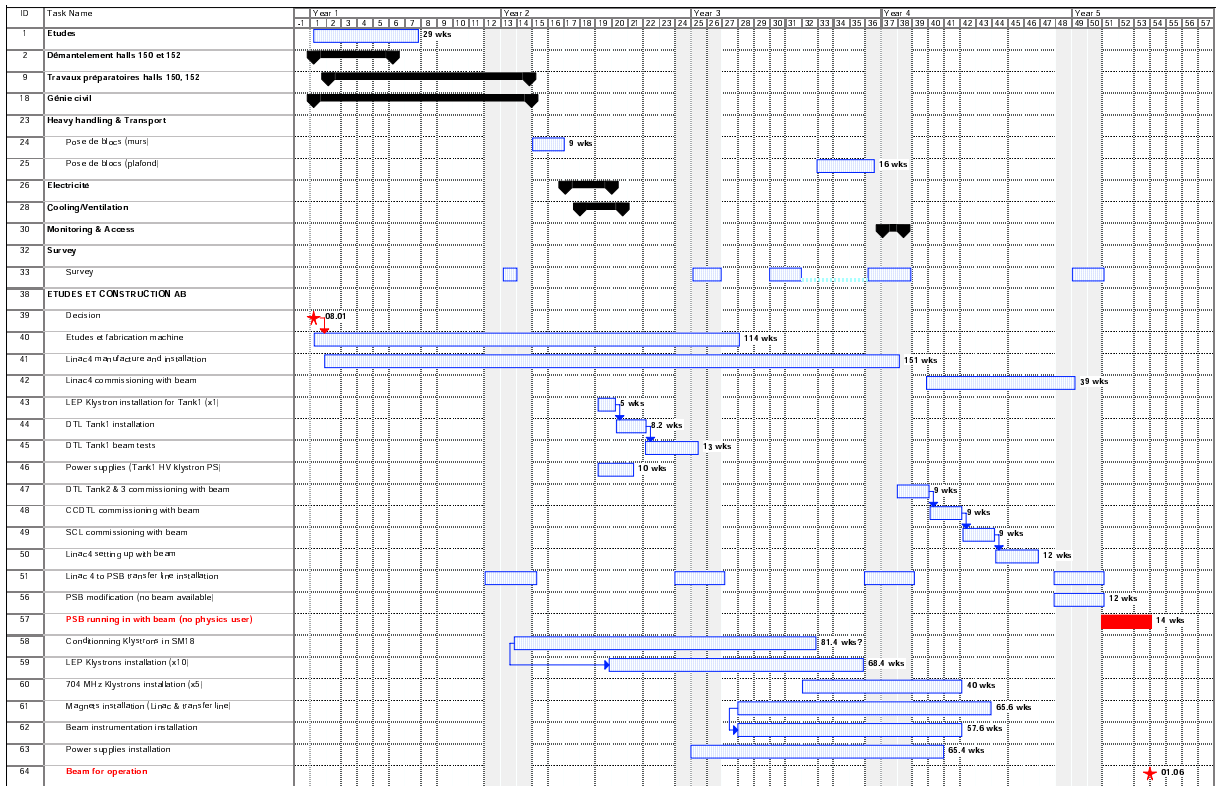 ID Task Name Year 1 Year 2 Year 3 Year 4 Year 5
-1 1 2 3 4 5 6 7 8 9 10 11 12 13 14 15 16 17 18 19 20 21 22 23 24 25 26 27 28 29 30 31 32 33 34 35 36 37 38 39 40 41 42 43 44 45 46 47 48 49 50 51 52 53 54 55 56 57
1 Etudes 29 wks
2 Démantelement halls 150 et 152
9 Travaux préparatoires halls 150, 152
18 Génie civil
23 Heavy handling & Transport
24 Pose de blocs (murs) 9 wks
25 Pose de blocs (plafond) 16 wks
26 Electricité
28 Cooling/Ventilation
30 Monitoring & Access
32 Survey
33 Survey
38 ETUDES ET CONSTRUCTION AB
39 Decision 08.01
40 Etudes et fabrication machine 114 wks
41 Linac4 manufacture and installation 151 wks
42 Linac4 commissioning with beam 39 wks
43 LEP Klystron installation for Tank1 (x1) 5 wks
44 DTL Tank1 installation 8.2 wks
45 DTL Tank1 beam tests 13 wks
46 Power supplies (Tank1 HV klystron PS) 10 wks
47 DTL Tank2 & 3 commissioning with beam 9 wks
48 CCDTL commissioning with beam 9 wks
49 SCL commissioning with beam 9 wks
50 Linac4 setting up with beam 12 wks
51 Linac4 to PSB transfer line installation
56 PSB modification (no beam available) 12 wks
57 PSB running in with beam (no physics user) 14 wks
58 Conditionning Klystrons in SM18 81.4 wks?
59 LEP Klystrons installation (x10) 68.4 wks
60 704 MHz Klystrons installation (x5) 40 wks
61 Magnets installation (Linac & transfer line) 65.6 wks
62 Beam instrumentation installation 57.6 wks
63 Power supplies installation 65.4 wks
64 Beam for operation 01.06